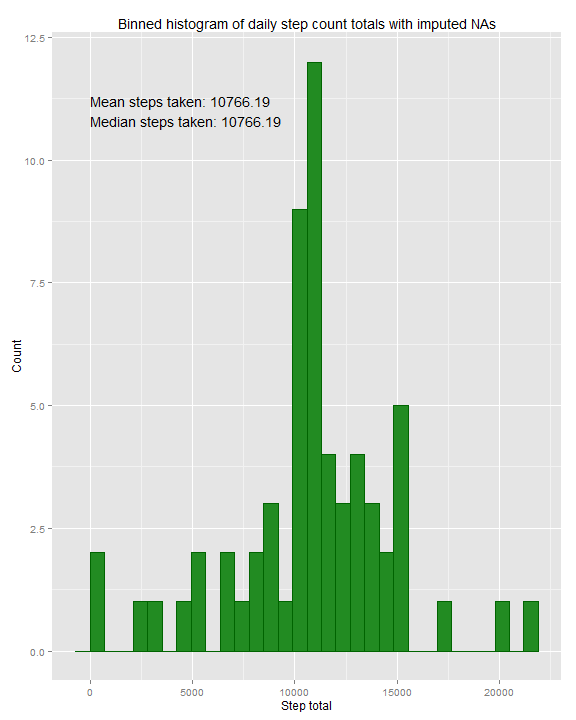 Binned histogram of daily step count totals with imputed NAs
12.5
Mean steps taken: 10766.19
Median steps taken: 10766.19
10.0
7.5
Count
5.0
2.5
0.0
0 5000 10000 15000 20000
Step total